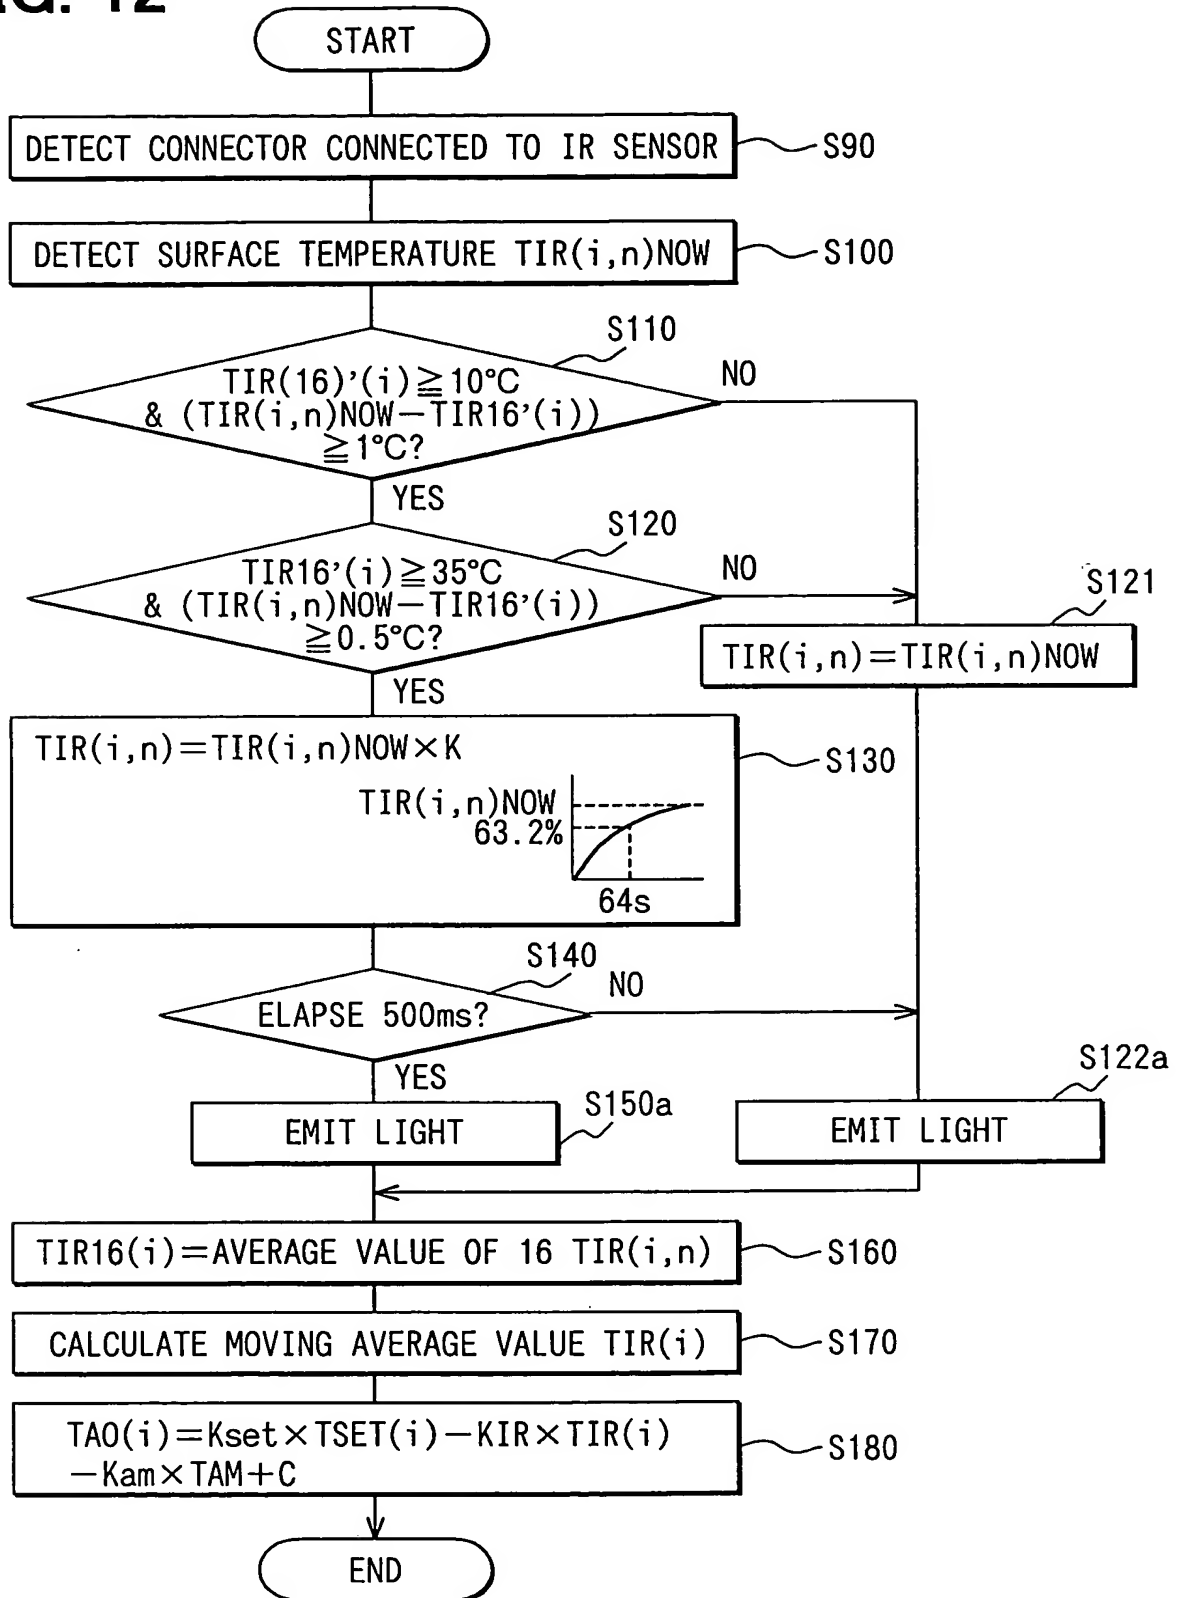 START
DETECT CONNECTOR CONNECTED TO IR SENSOR
S90
DETECT SURFACE TEMPERATURE TIR(i,n)NOW
S100
S110
TIR(16)'(i)≧10°C
& (TIR(i,n)NOW−TIR16'(i))
≧1°C?
NO
YES
S120
TIR16'(i)≧35°C
& (TIR(i,n)NOW−TIR16'(i))
≧0.5°C?
NO
YES
S121
TIR(i,n)=TIR(i,n)NOW
TIR(i,n)=TIR(i,n)NOW×K
S130
TIR(i,n)NOW
63.2%
64s
S140
ELAPSE 500ms?
NO
YES
S150a
EMIT LIGHT
S122a
EMIT LIGHT
TIR16(i)=AVERAGE VALUE OF 16 TIR(i,n)
S160
CALCULATE MOVING AVERAGE VALUE TIR(i)
S170
TAO(i)=Kset×TSET(i)−KIR×TIR(i)
−Kam×TAM+C
S180
END